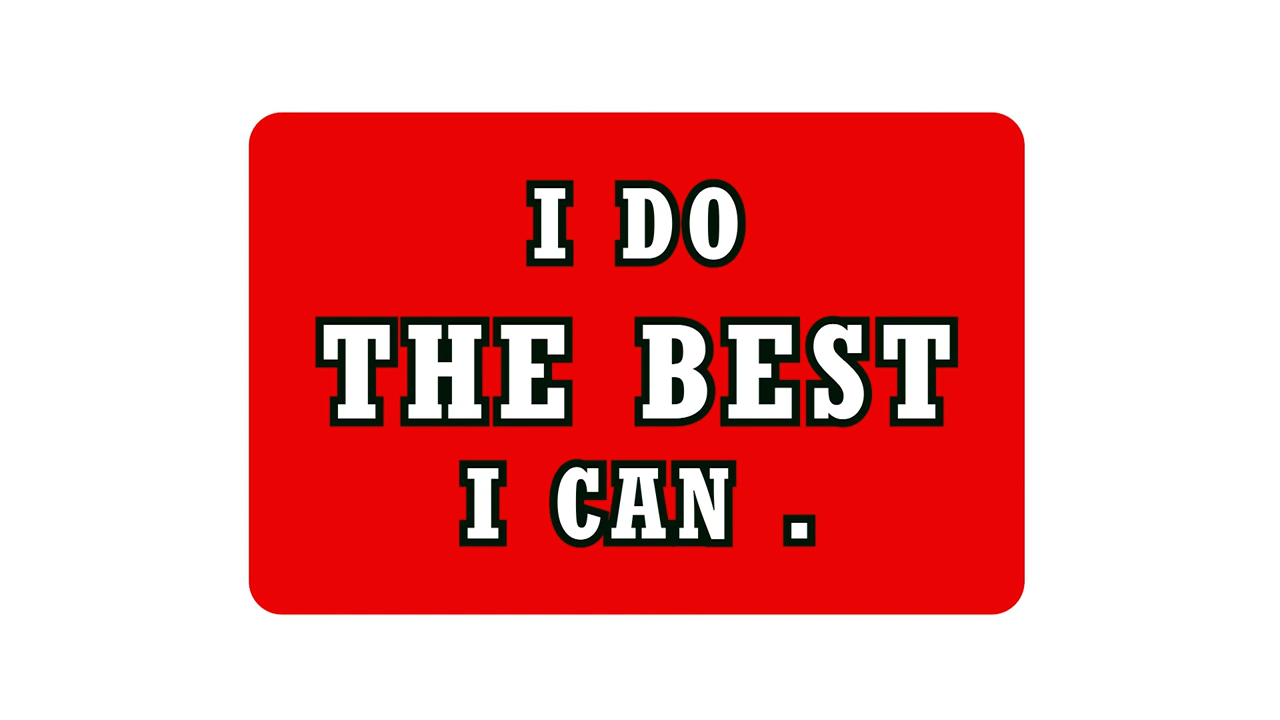 I DO
THE BEST
I CAN .